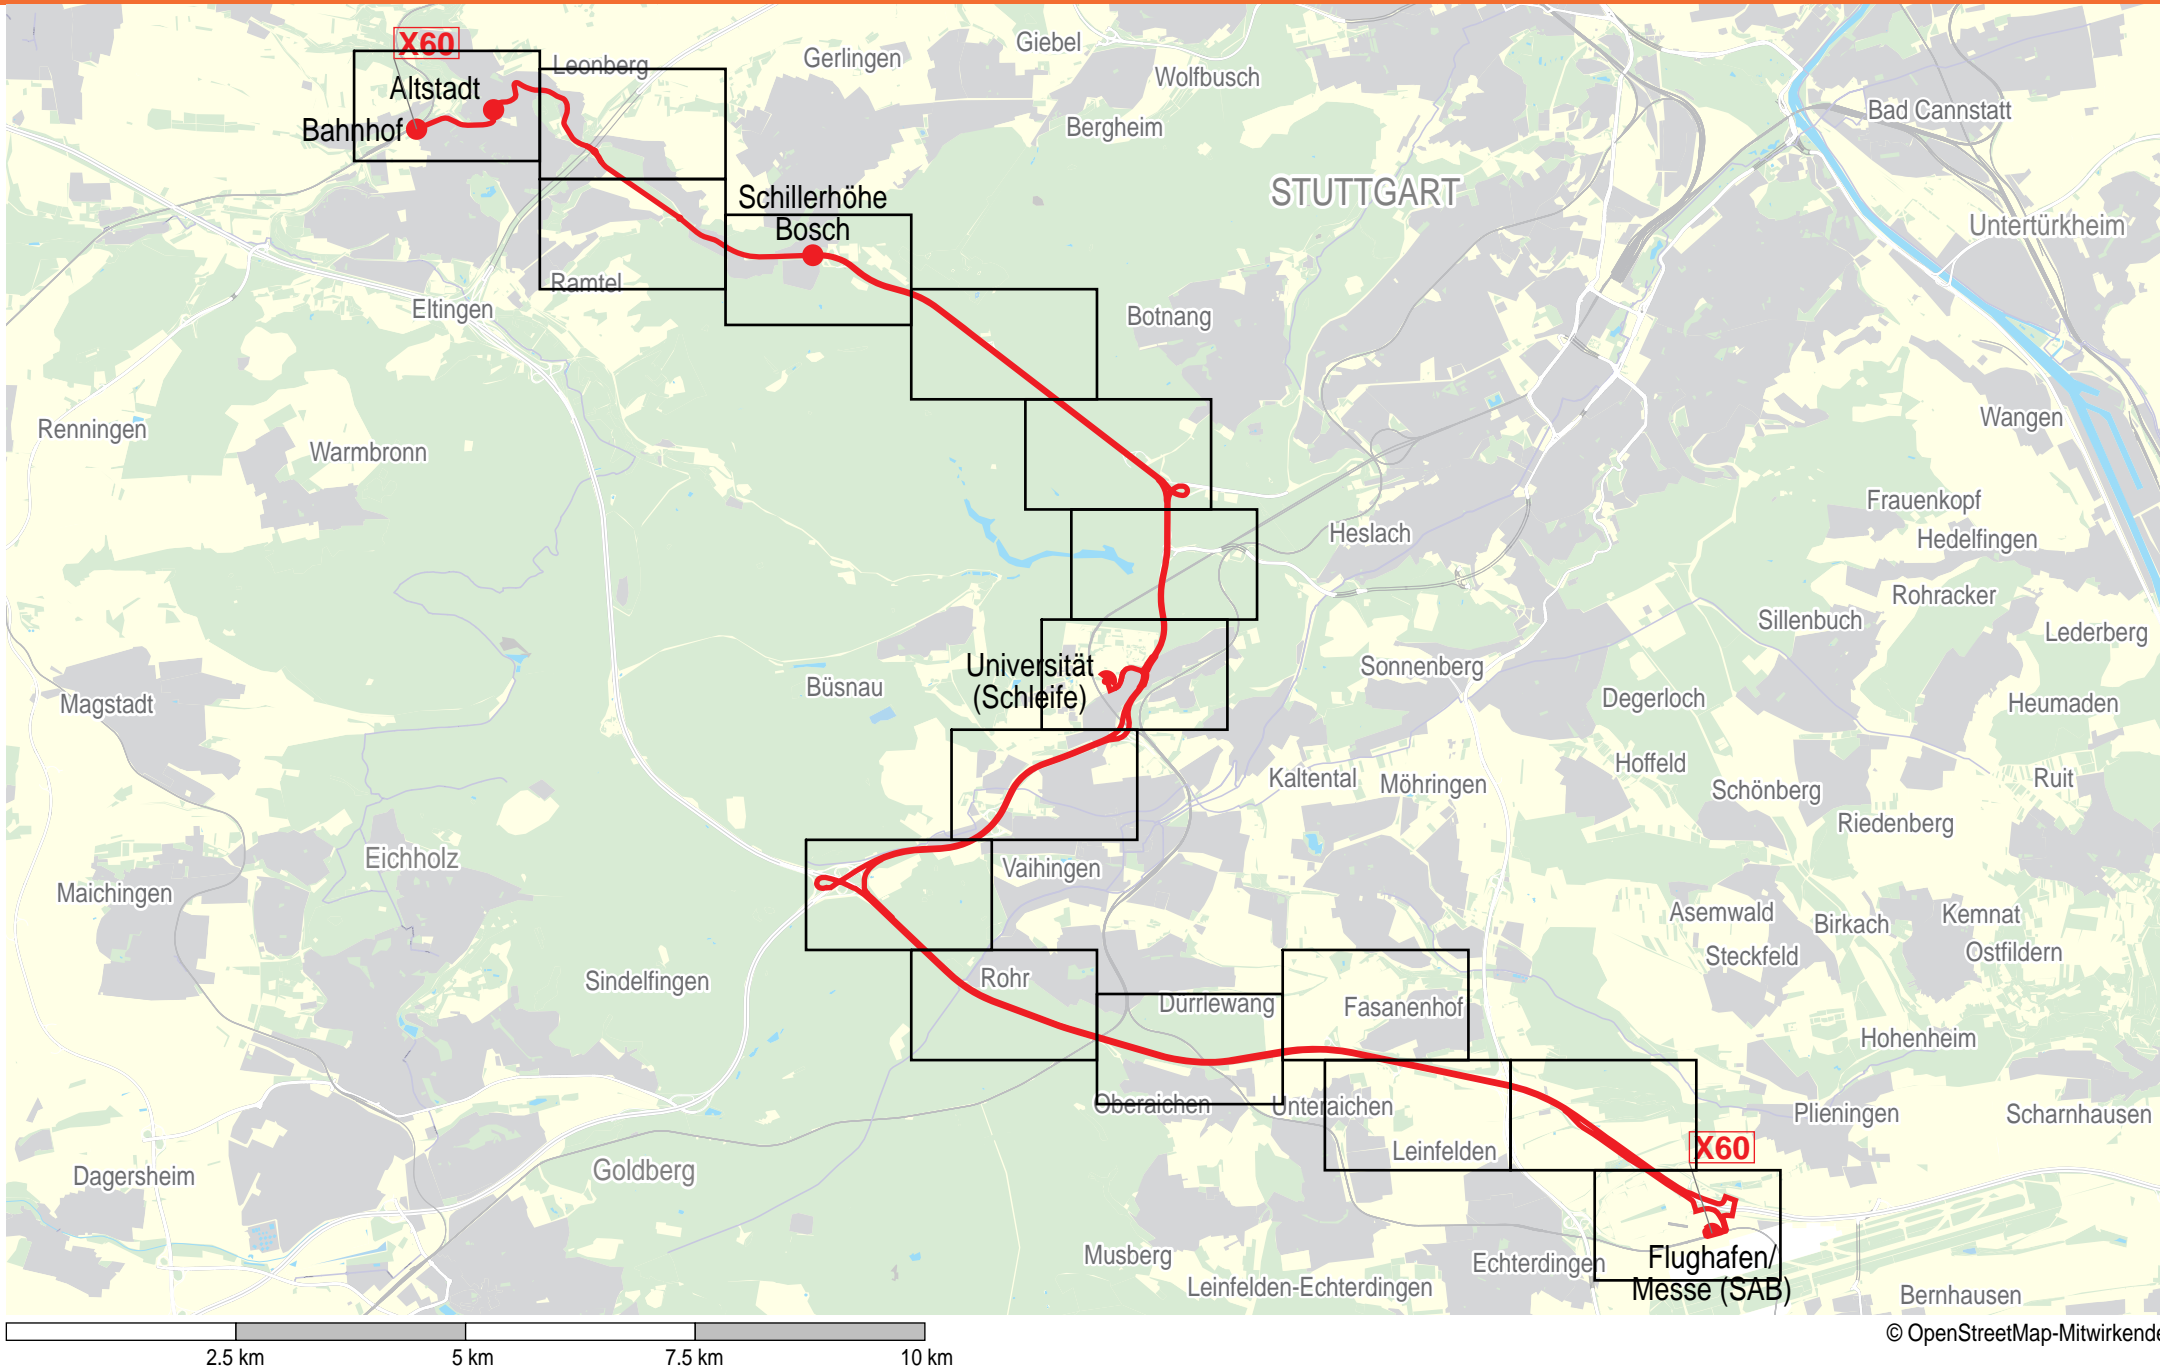 X60
Altstadt
Bahnhof
Leonberg
Gerlingen
Giebel
Wolfbusch
Bergheim
Bad Cannstatt
STUTTGART
Untertürkheim
Schillerhöhe
Bosch
Ramtel
Eltingen
Botnang
Renningen
Warmbronn
Wangen
Frauenkopf
Hedelfingen
Heslach
Rohracker
Sillenbuch
Lederberg
Universität
(Schleife)
Büsnau
Sonnenberg
Degerloch
Heumaden
Magstadt
Hoffeld
Kaltental
Möhringen
Schönberg
Ruit
Riedenberg
Eichholz
Maichingen
Vaihingen
Asemwald
Birkach
Kemnat
Steckfeld
Ostfildern
Sindelfingen
Rohr
Dürrlewang
Fasanenhof
Hohenheim
Oberaichen
Unteraichen
Plieningen
Scharnhausen
Leinfelden
X60
Dagersheim
Goldberg
Musberg
Echterdingen
Flughafen/
Messe (SAB)
Leinfelden-Echterdingen
Bernhausen
2.5 km
5 km
7.5 km
10 km
© OpenStreetMap-Mitwirkende